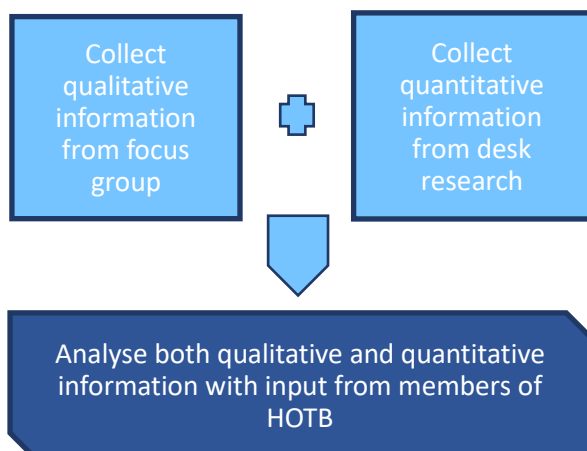 Collect
qualitative
information
from focus
group
Collect
quantitative
information
from desk
research
Analyse both qualitative and quantitative
information with input from members of
HOTB